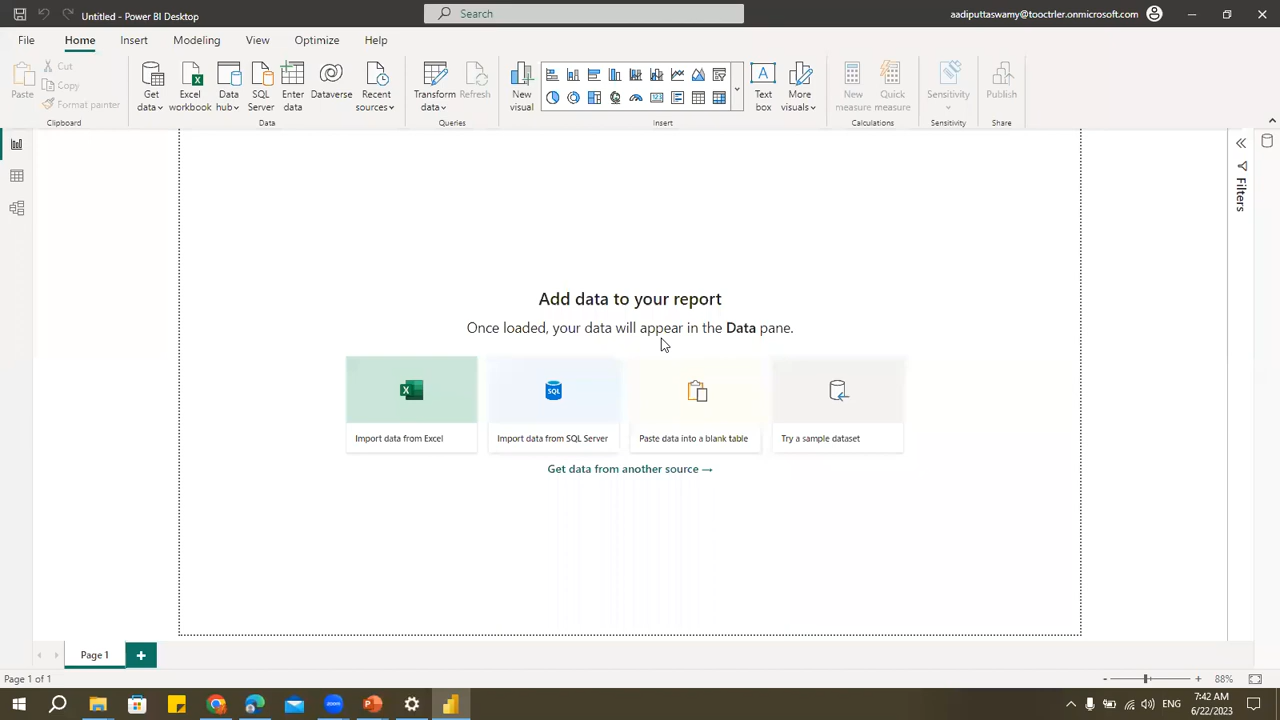 Untitled - Power BI Desktop
Search
aadiputtaswamy@tooctrler.onmicrosoft.com
File
Home
Insert
Modeling
View
Optimize
Help
Paste
Cut
Copy
Format painter
Clipboard
Get data
Excel workbook
Data hub
SQL Server
Enter data
Dataverse
Recent sources
Data
Transform data
Refresh
Queries
New visual
Text box
More visuals
Insert
New measure
Quick measure
Calculations
Sensitivity
Sensitivity
Publish
Share
Filters
Add data to your report
Once loaded, your data will appear in the Data pane.
SQL
Import data from Excel
Import data from SQL Server
Paste data into a blank table
Try a sample dataset
Get data from another source →
Page 1
Page 1 of 1
88%
zoom
ENG
7:42 AM
6/22/2023